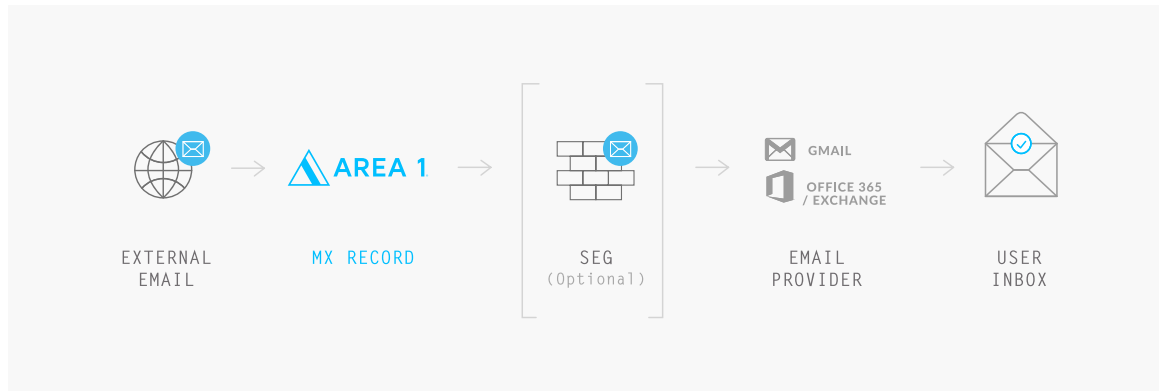 AREA 1
GMAIL
OFFICE 365
/ EXCHANGE
EXTERNAL
EMAIL
MX RECORD
SEG
(Optional)
EMAIL
PROVIDER
USER
INBOX